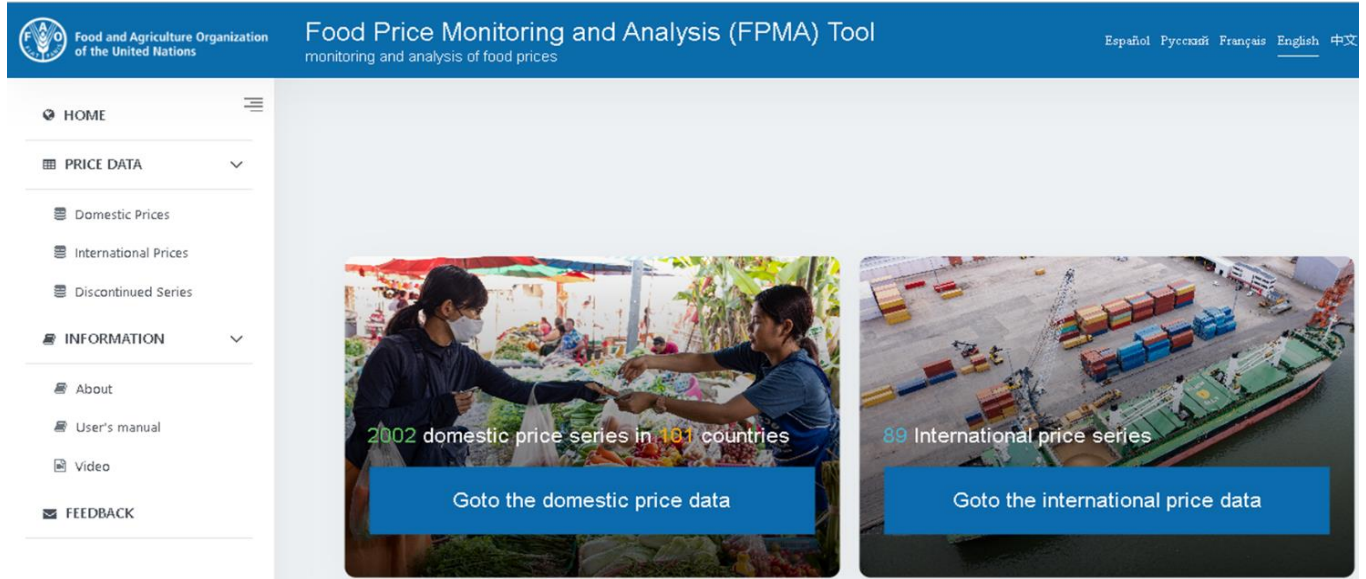 Food and Agriculture Organization
of the United Nations
Food Price Monitoring and Analysis (FPMA) Tool
monitoring and analysis of food prices
Español Русский Français English 中文
HOME
PRICE DATA
Domestic Prices
International Prices
Discontinued Series
INFORMATION
About
User's manual
Video
FEEDBACK
2002 domestic price series in 101 countries
Goto the domestic price data
89 International price series
Goto the international price data